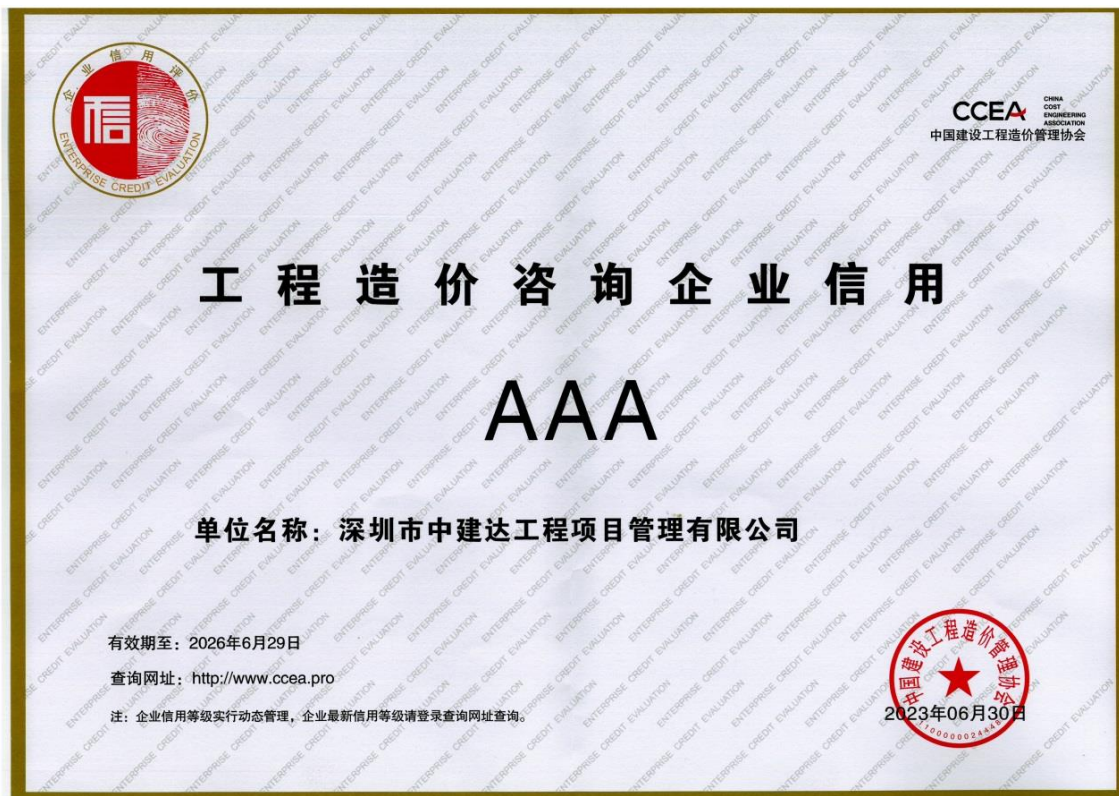 企业信用评价
ENTERPRISE CREDIT EVALUATION
信
CCEA
CHINA
COST
ENGINEERING
ASSOCIATION
中国建设工程造价管理协会
工程造价咨询企业信用
AAA
单位名称：深圳市中建达工程项目管理有限公司
有效期至：2026年6月29日
查询网址：http://www.ccea.pro
注：企业信用等级实行动态管理，企业最新信用等级请登录查询网址查询。
中国建设工程造价管理协会
2023年06月30日